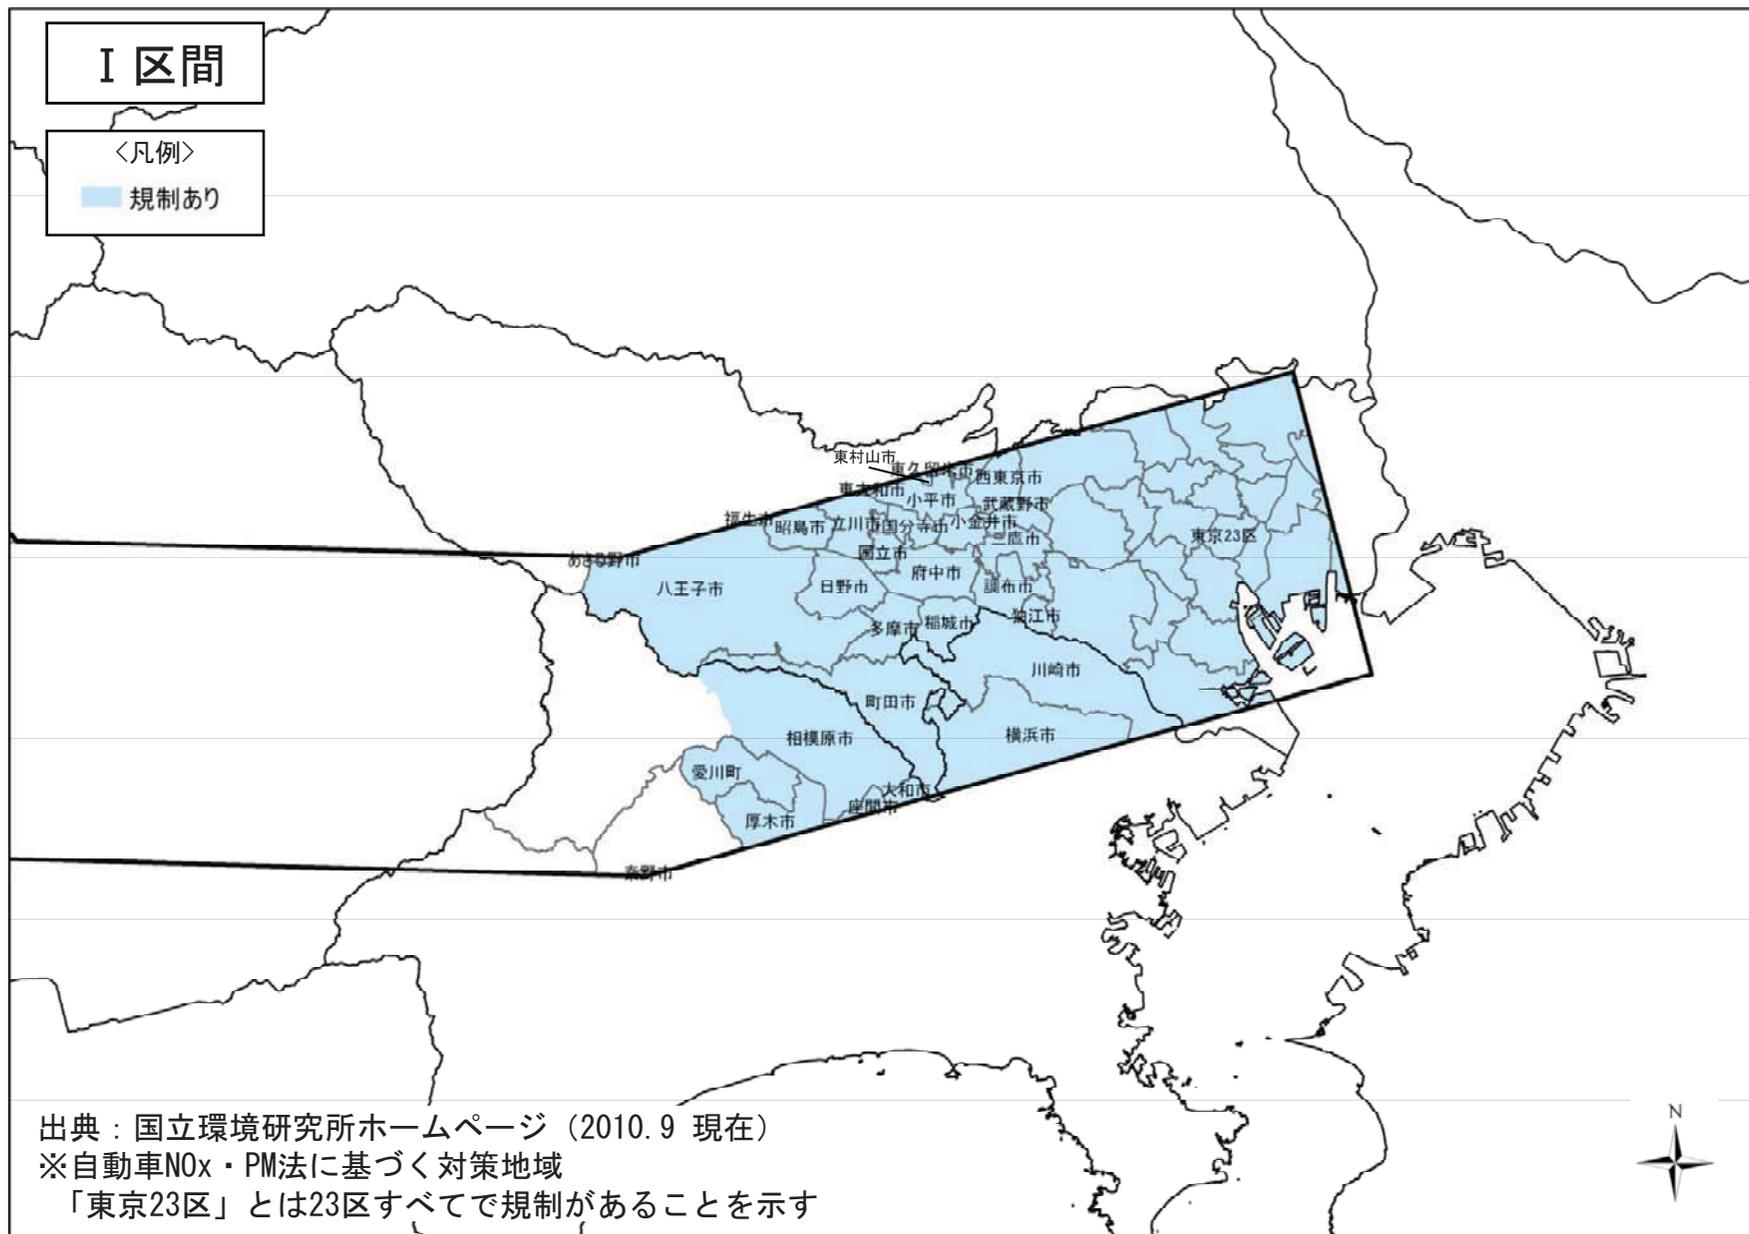 Ⅰ 区間
<凡例>
規制あり
東村山市
東久留米市
西東京市
東大和市
小平市
武蔵野市
福生市
昭島市
立川市
国分寺市
小金井市
東京23区
三鷹市
国立市
あきる野市
八王子市
日野市
府中市
調布市
狛江市
多摩市
稲城市
川崎市
町田市
相模原市
横浜市
愛川町
大和市
座間市
厚木市
秦野市
出典：国立環境研究所ホームページ（2010.9 現在）
※自動車NOx・PM法に基づく対策地域
「東京23区」とは23区すべてで規制があることを示す
N